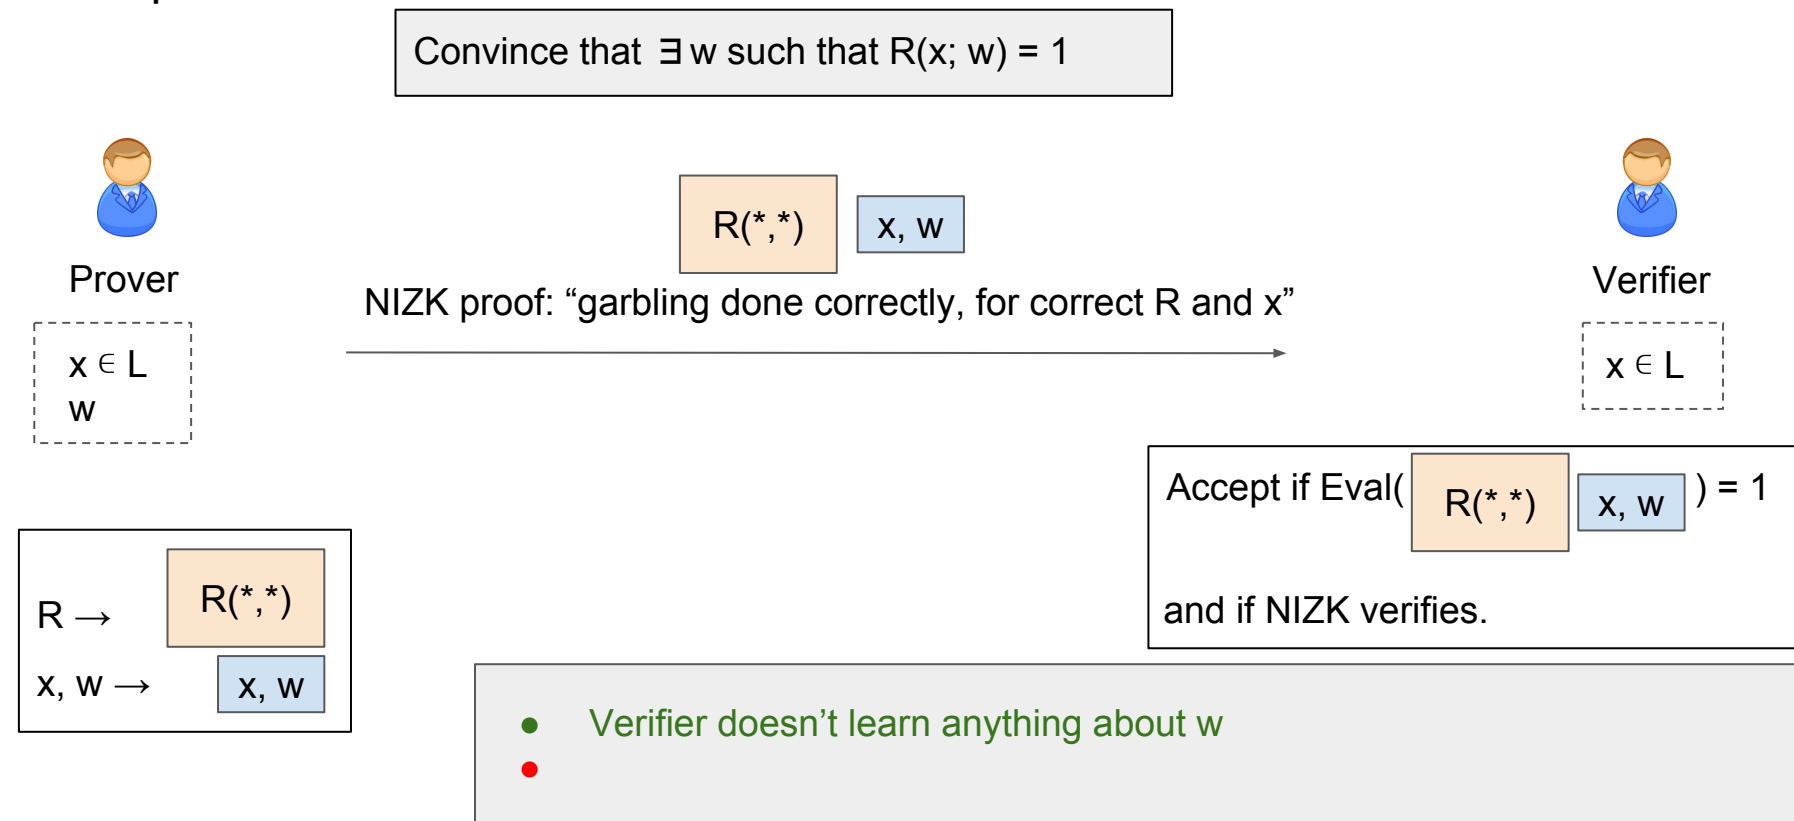 Convince that ∃ w such that R(x; w) = 1
R(*,*)
x, w
Prover
Verifier
NIZK proof: “garbling done correctly, for correct R and x”
x ∈ L
w
x ∈ L
Accept if Eval( R(*,*) x, w ) = 1
and if NIZK verifies.
R → R(*,*)
x, w → x, w
● Verifier doesn’t learn anything about w
●